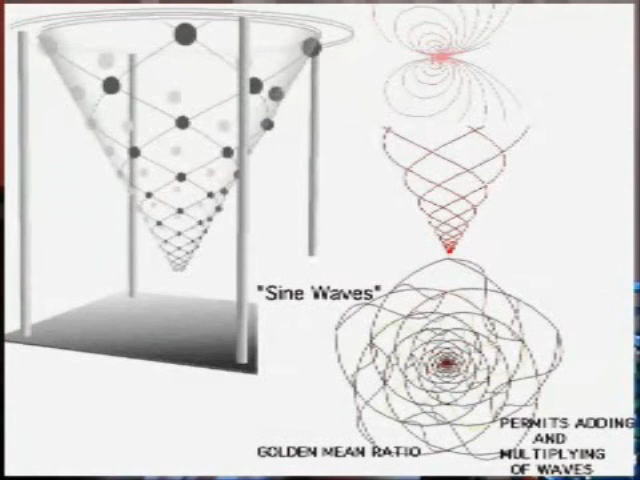 "Sine Waves"
GOLDEN MEAN RATIO
PERMITS ADDING
AND
MULTIPLYING
OF WAVES